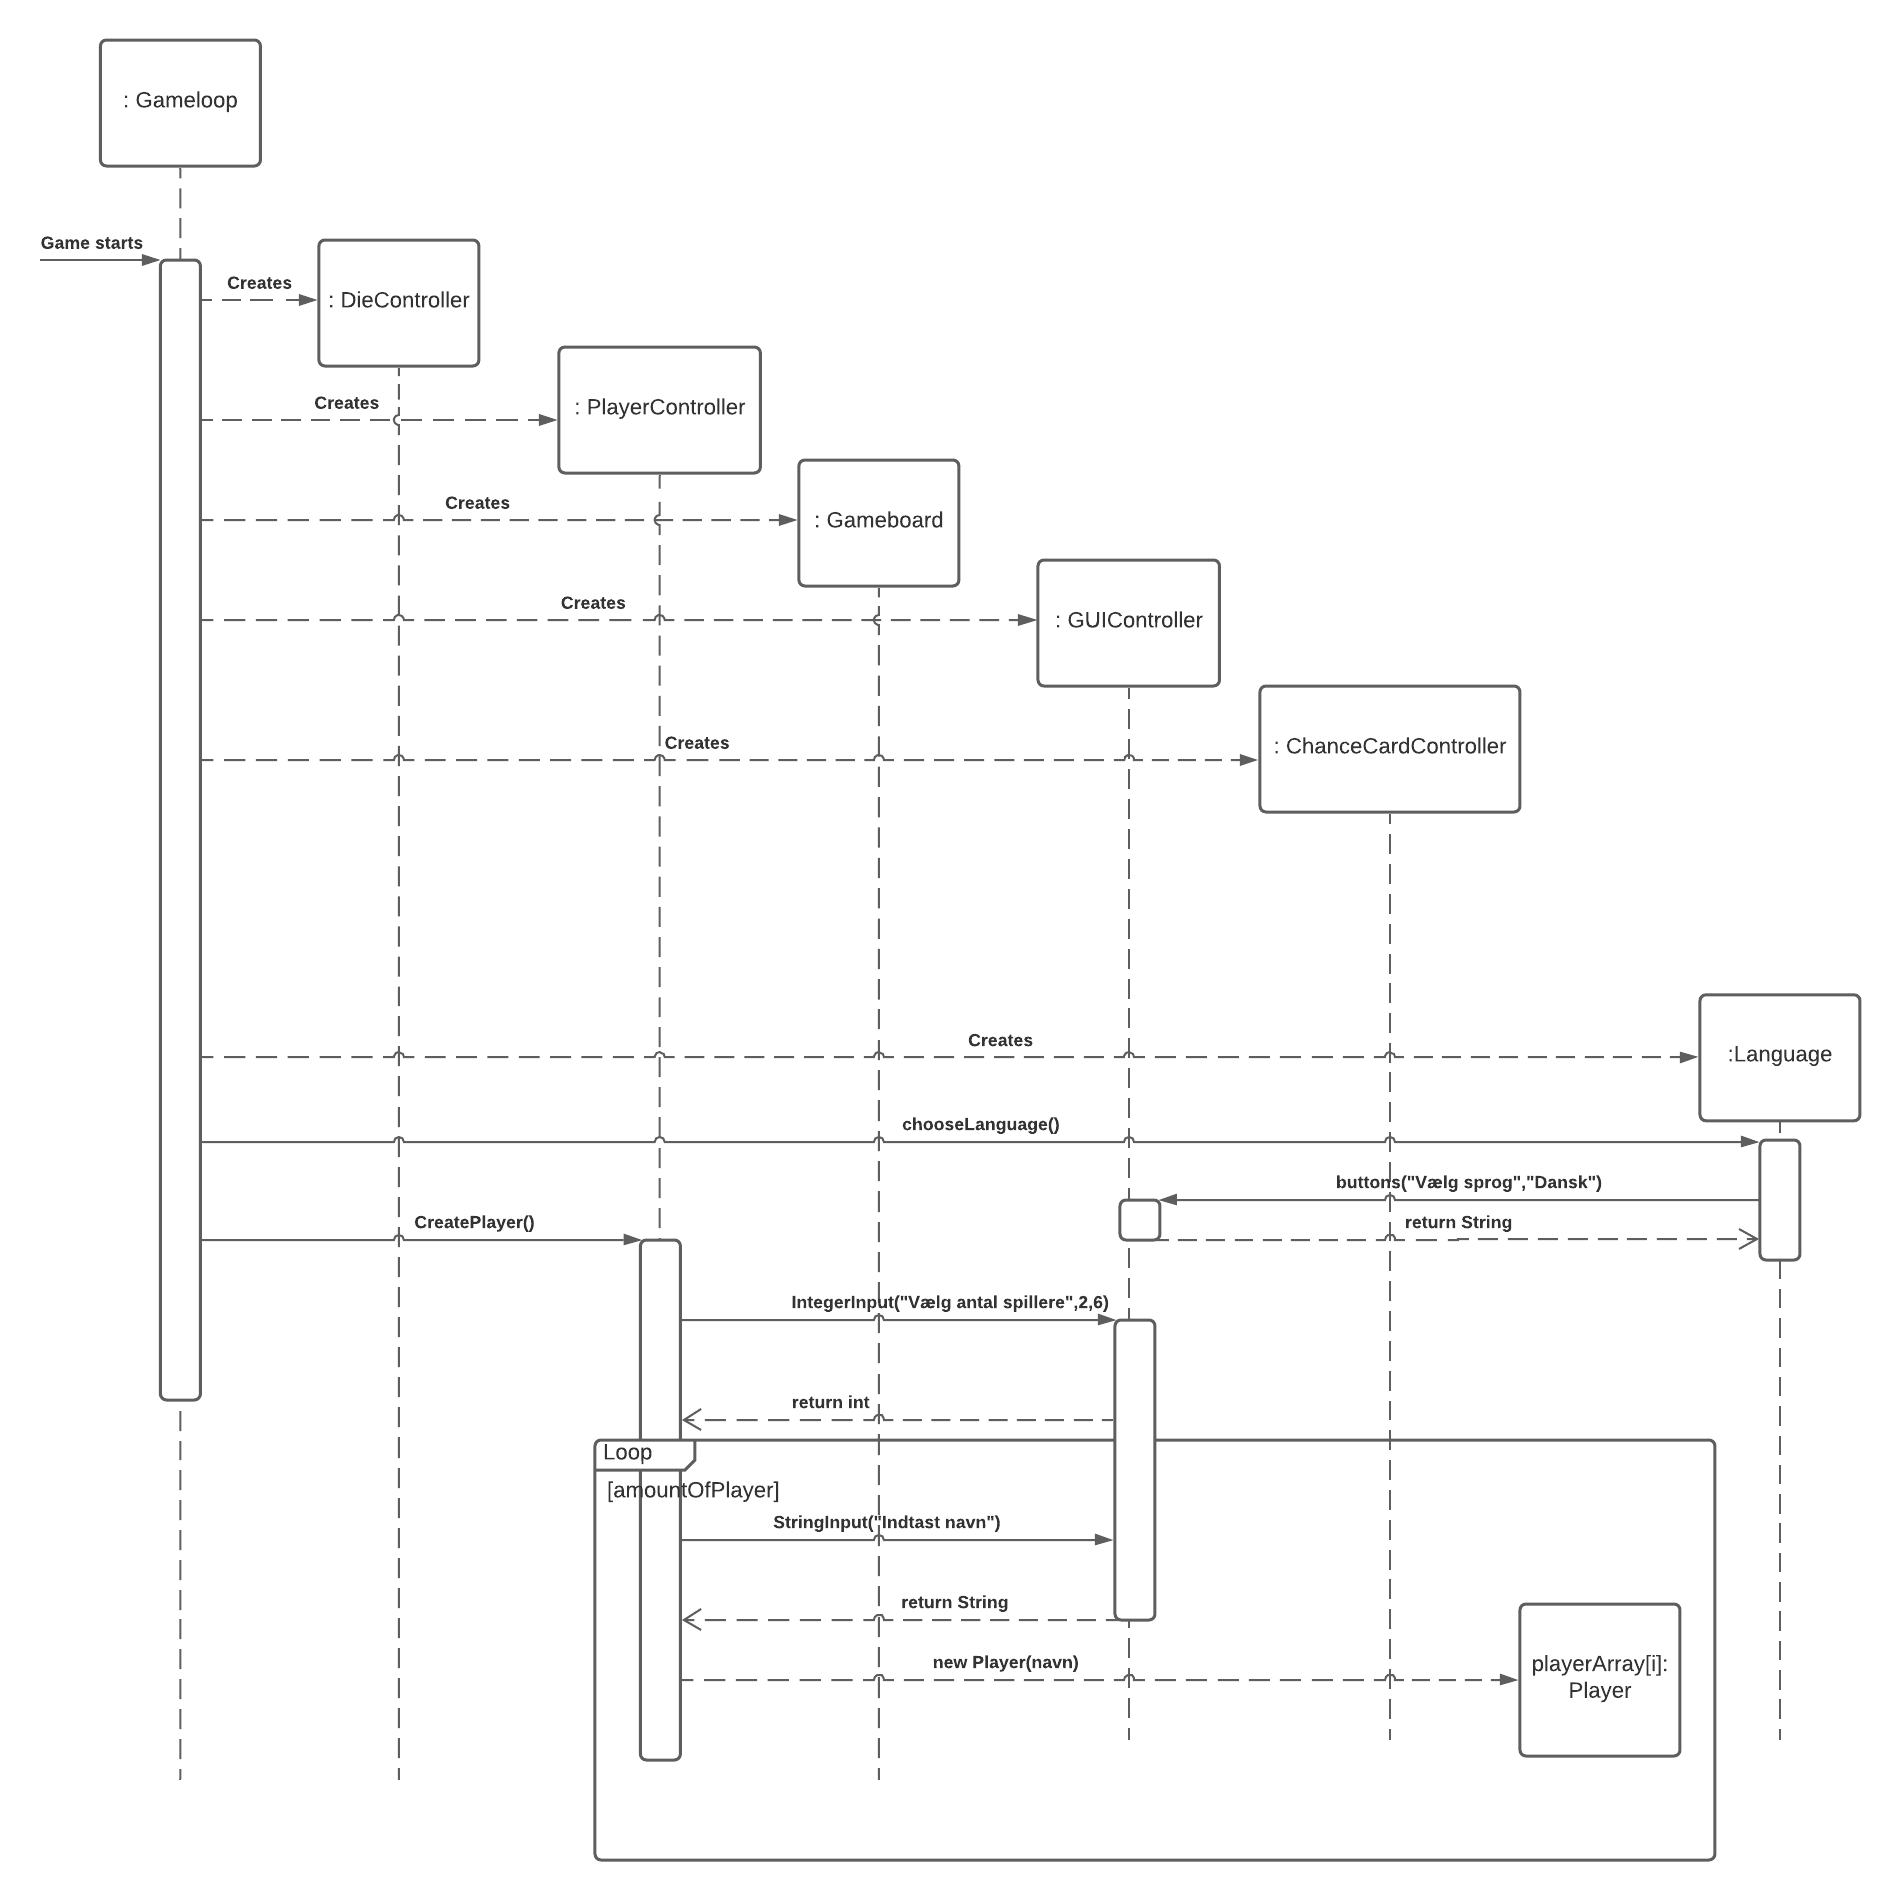 : Gameloop
Game starts
Creates
: DieController
Creates
: PlayerController
Creates
: Gameboard
Creates
: GUIController
Creates
: ChanceCardController
Creates
:Language
chooseLanguage()
buttons("Vælg sprog","Dansk")
CreatePlayer()
return String
IntegerInput("Vælg antal spillere",2,6)
return int
Loop
[amountOfPlayer]
StringInput("Indtast navn")
return String
new Player(navn)
playerArray[i]:
Player